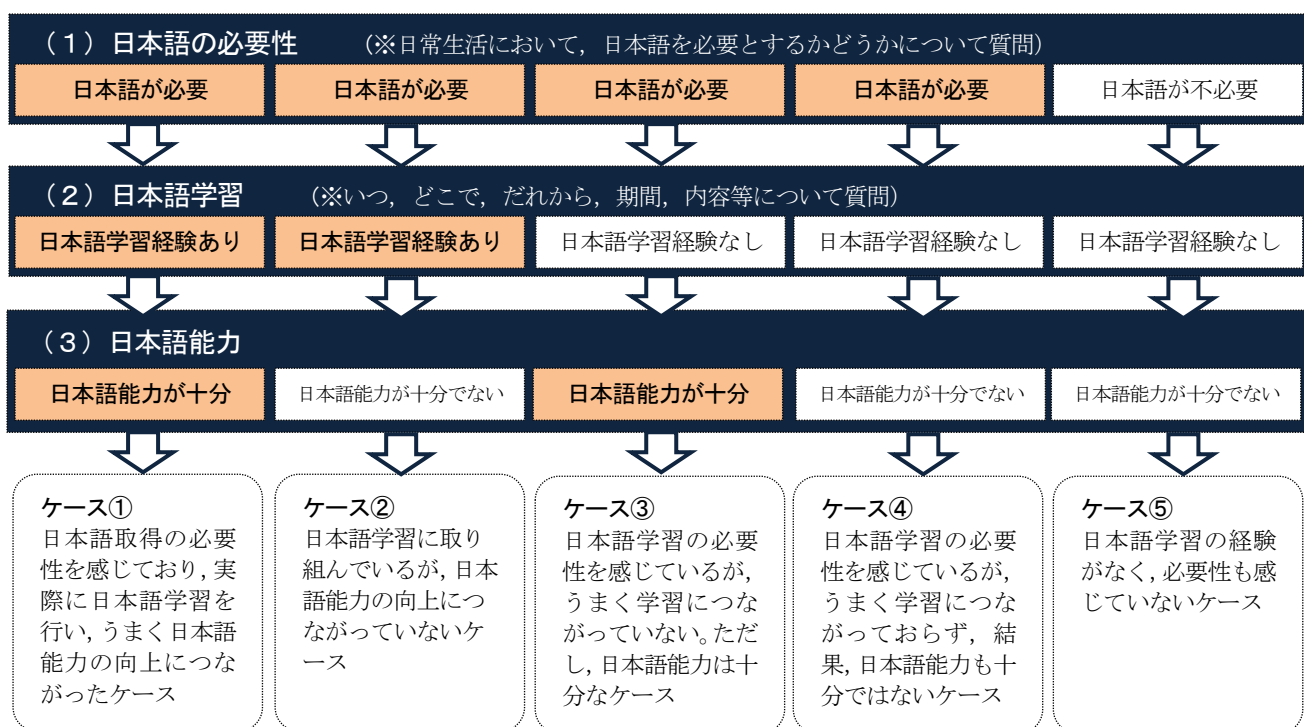 （１）日本語の必要性　（※日常生活において，日本語を必要とするかどうかについて質問）
日本語が必要　日本語が必要　日本語が必要　日本語が必要　日本語が不必要
（２）日本語学習　（※いつ，どこで，だれから，期間，内容等について質問）
日本語学習経験あり　日本語学習経験あり　日本語学習経験なし　日本語学習経験なし　日本語学習経験なし
（３）日本語能力
日本語能力が十分　日本語能力が十分でない　日本語能力が十分　日本語能力が十分でない　日本語能力が十分でない
ケース①
日本語取得の必要
性を感じており，実
際に日本語学習を
行い，うまく日本語
能力の向上につな
がったケース
ケース②
日本語学習に取り
組んでいるが，日本
語能力の向上につ
ながっていないケ
ース
ケース③
日本語学習の必要
性を感じているが，
うまく学習につな
がっていない。ただ
し，日本語能力は十
分なケース
ケース④
日本語学習の必要
性を感じているが，
うまく学習につな
がっておらず，結
果，日本語能力も十
分ではないケース
ケース⑤
日本語学習の経験
がなく，必要性も感
じていないケース